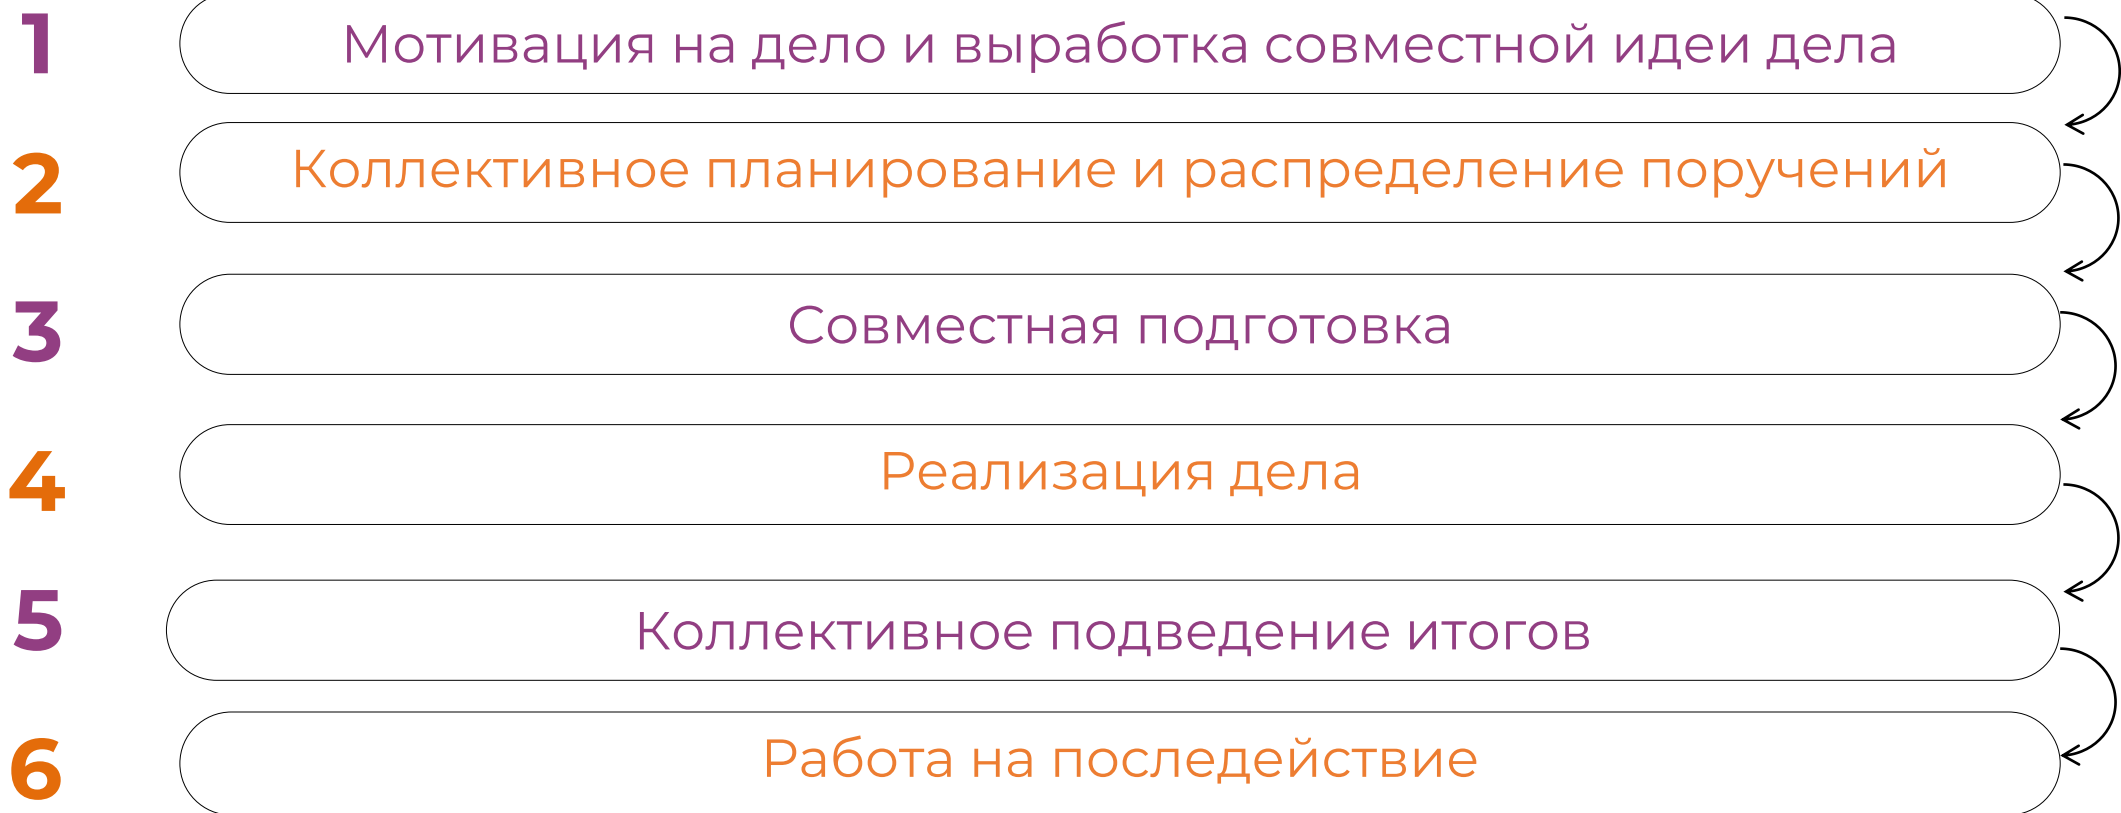 1 Мотивация на дело и выработка совместной идеи дела
2 Коллективное планирование и распределение поручений
3 Совместная подготовка
4 Реализация дела
5 Коллективное подведение итогов
6 Работа на последействие